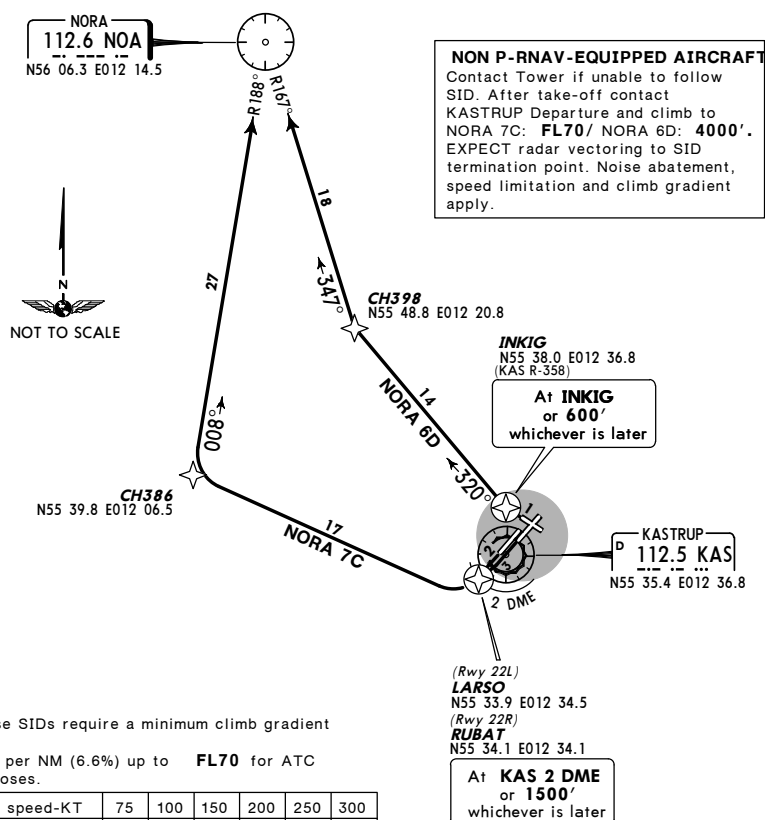 NORA
112.6 NOA
N56 06.3 E012 14.5
R188°
R167°
NON P-RNAV-EQUIPPED AIRCRAFT
Contact Tower if unable to follow
SID. After take-off contact
KASTRUP Departure and climb to
NORA 7C: FL70/ NORA 6D: 4000'.
EXPECT radar vectoring to SID
termination point. Noise abatement,
speed limitation and climb gradient
apply.
18
27
N
NOT TO SCALE
347°
CH398
N55 48.8 E012 20.8
INKIG
N55 38.0 E012 36.8
(KAS R-358)
At INKIG
or 600'
whichever is later
14
NORA 6D
320°
008°
CH386
N55 39.8 E012 06.5
17
NORA 7C
1
2
3
KASTRUP
D 112.5 KAS
N55 35.4 E012 36.8
2 DME
(Rwy 22L)
LARSO
N55 33.9 E012 34.5
(Rwy 22R)
RUBAT
N55 34.1 E012 34.1
At KAS 2 DME
or 1500'
whichever is later
se SIDs require a minimum climb gradient
per NM (6.6%) up to FL70 for ATC
oses.
speed-KT 75 100 150 200 250 300